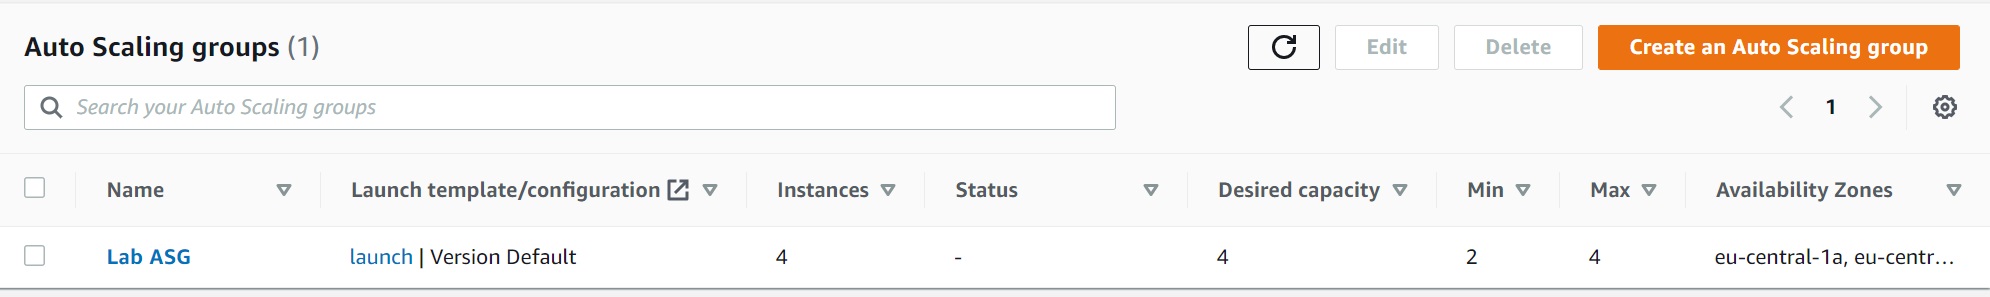 Auto Scaling groups (1)
Edit
Delete
Create an Auto Scaling group
Search your Auto Scaling groups
1
Name Launch template/configuration Instances Status Desired capacity Min Max Availability Zones
Lab ASG launch | Version Default 4 - 4 2 4 eu-central-1a, eu-centr...